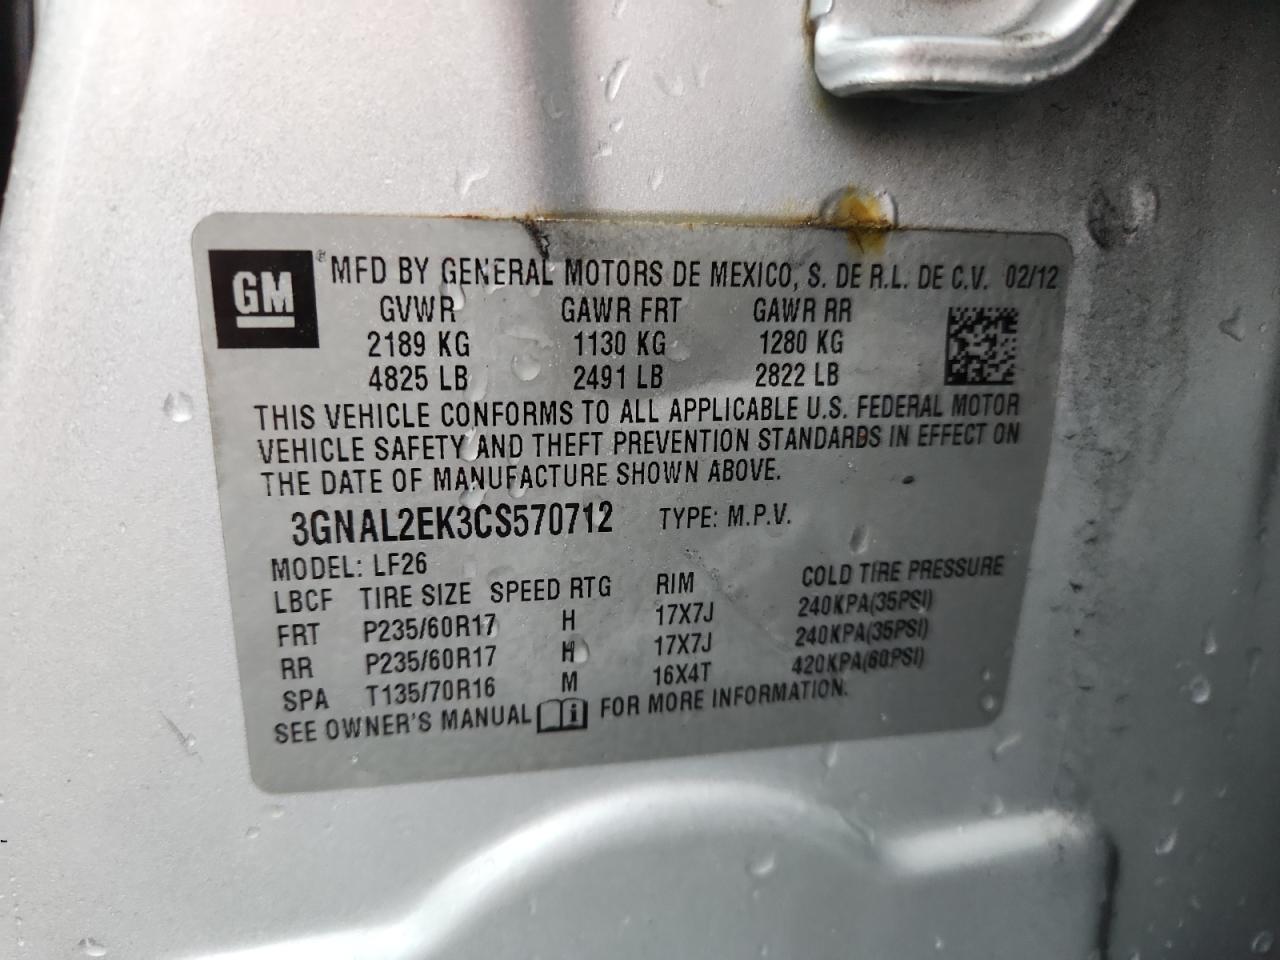 GM ® MFD BY GENERAL MOTORS DE MEXICO, S. DE R.L. DE C.V. 02/12
GVWR GAWR FRT GAWR RR
2189 KG 1130 KG 1280 KG
4825 LB 2491 LB 2822 LB
THIS VEHICLE CONFORMS TO ALL APPLICABLE U.S. FEDERAL MOTOR
VEHICLE SAFETY AND THEFT PREVENTION STANDARDS IN EFFECT ON
THE DATE OF MANUFACTURE SHOWN ABOVE.
3GNAL2EK3CS570712 TYPE: M.P.V.
MODEL: LF26
LBCF TIRE SIZE SPEED RTG RIM COLD TIRE PRESSURE
FRT P235/60R17 H 17X7J 240KPA(35PSI)
RR P235/60R17 H 17X7J 240KPA(35PSI)
SPA T135/70R16 M 16X4T 420KPA(60PSI)
SEE OWNER'S MANUAL i FOR MORE INFORMATION.